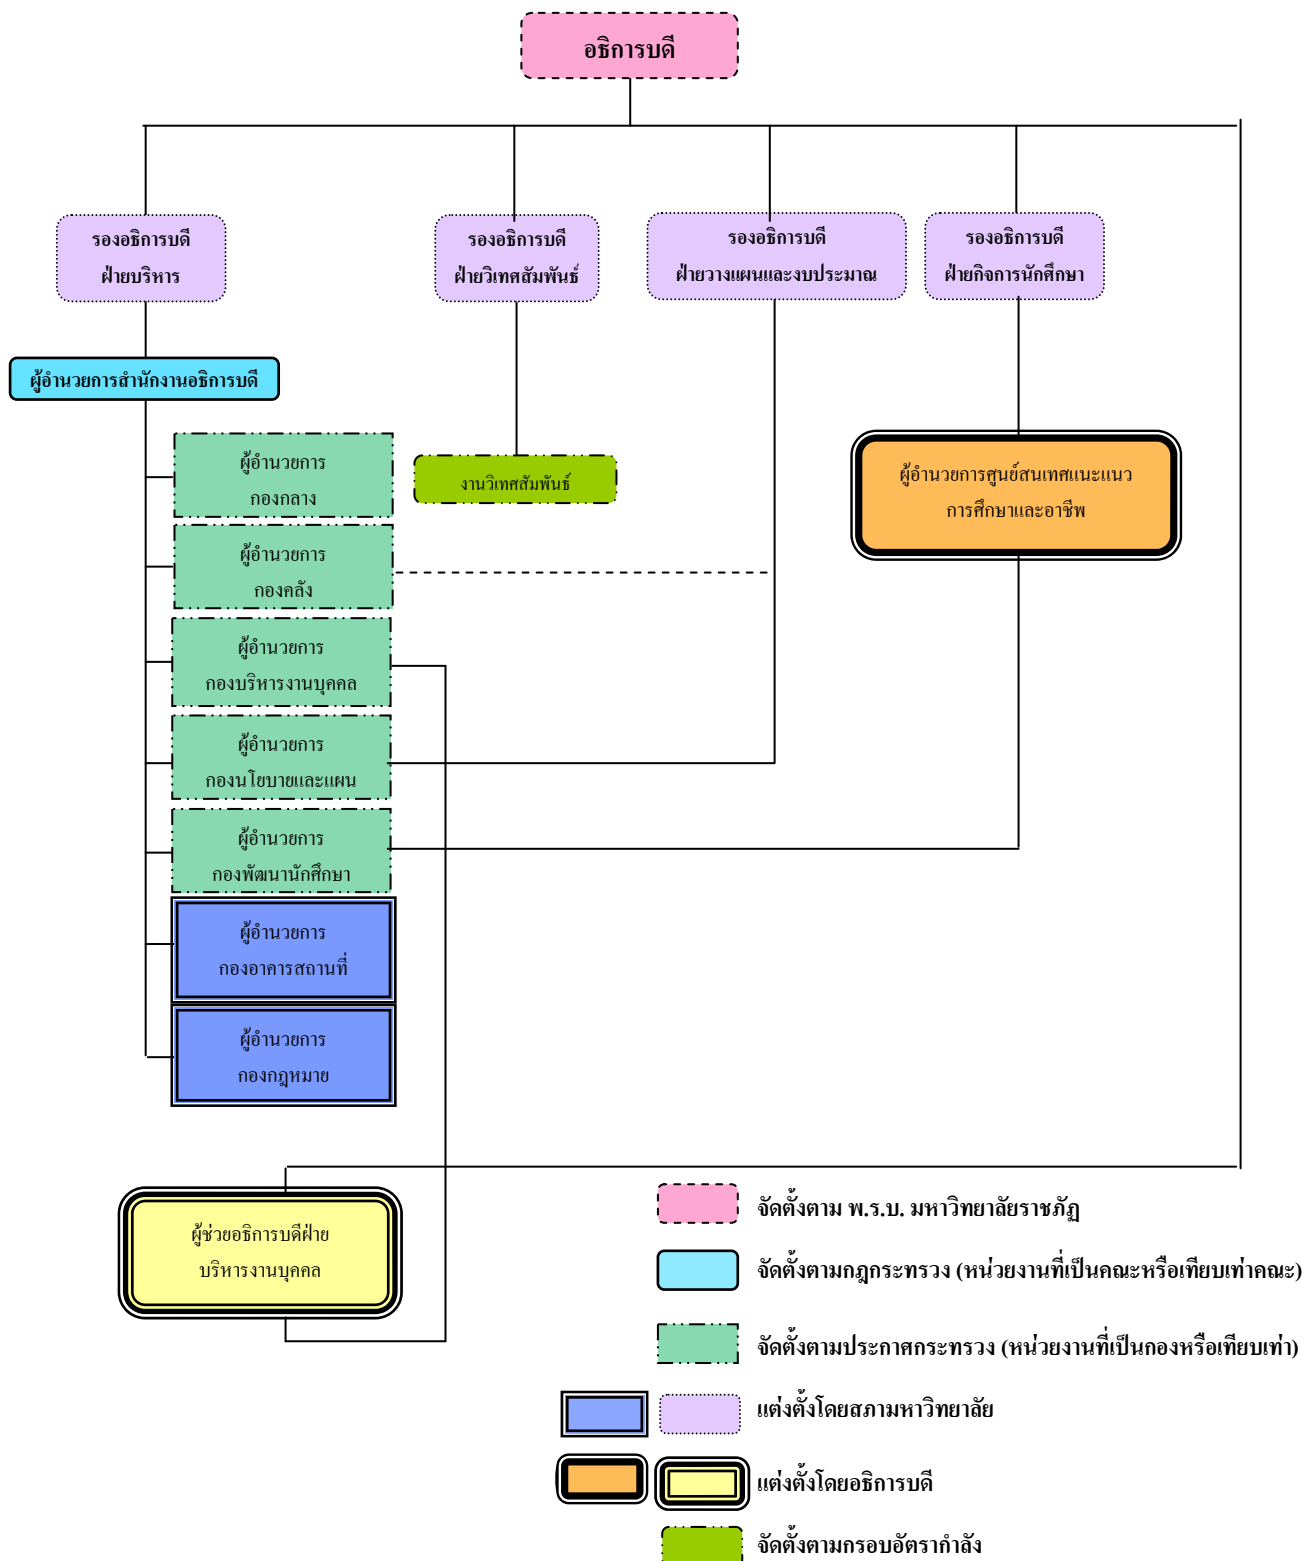 อธิการบดี
รองอธิการบดี
ฝ่ายบริหาร
รองอธิการบดี
ฝ่ายวิเทศสัมพันธ์
รองอธิการบดี
ฝ่ายวางแผนและงบประมาณ
รองอธิการบดี
ฝ่ายกิจการนักศึกษา
ผู้อำนวยการสำนักงานอธิการบดี
ผู้อำนวยการ
กองกลาง
งานวิเทศสัมพันธ์
ผู้อำนวยการศูนย์สนเทศแนะแนว
การศึกษาและอาชีพ
ผู้อำนวยการ
กองคลัง
ผู้อำนวยการ
กองบริหารงานบุคคล
ผู้อำนวยการ
กองนโยบายและแผน
ผู้อำนวยการ
กองพัฒนานักศึกษา
ผู้อำนวยการ
กองอาคารสถานที่
ผู้อำนวยการ
กองกฎหมาย
ผู้ช่วยอธิการบดีฝ่าย
บริหารงานบุคคล
จัดตั้งตาม พ.ร.บ. มหาวิทยาลัยราชภัฏ
จัดตั้งตามกฎกระทรวง (หน่วยงานที่เป็นคณะหรือเทียบเท่าคณะ)
จัดตั้งตามประกาศกระทรวง (หน่วยงานที่เป็นกองหรือเทียบเท่า)
แต่งตั้งโดยสภามหาวิทยาลัย
แต่งตั้งโดยอธิการบดี
จัดตั้งตามกรอบอัตรากำลัง